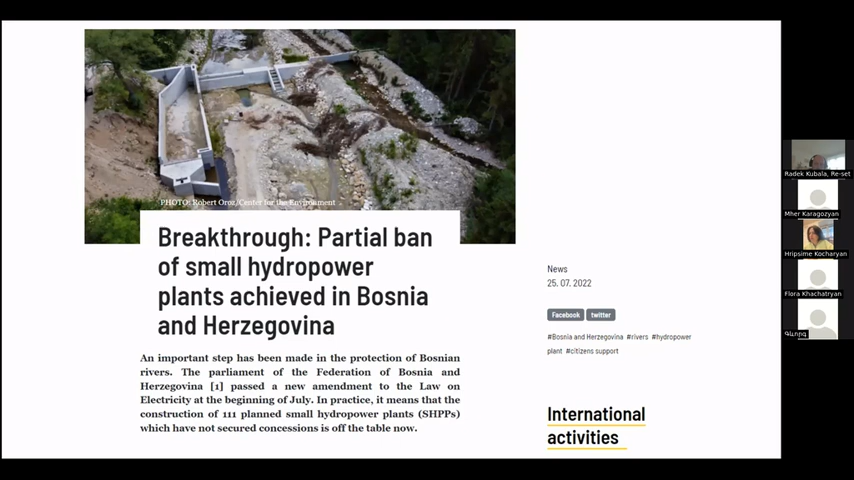 PHOTO: Robert Oroz/Center for the Environment
Breakthrough: Partial ban
of small hydropower
plants achieved in Bosnia
and Herzegovina
An important step has been made in the protection of Bosnian
rivers. The parliament of the Federation of Bosnia and
Herzegovina [1] passed a new amendment to the Law on
Electricity at the beginning of July. In practice, it means that the
construction of 111 planned small hydropower plants (SHPPs)
which have not secured concessions is off the table now.
News
25. 07. 2022
Facebook twitter
#Bosnia and Herzegovina #rivers #hydropower
plant #citizens support
International
activities
Radek Kubala, Re-set
Mher Karagozyan
Hripsime Kocharyan
Flora Khachatryan
Գևորգ